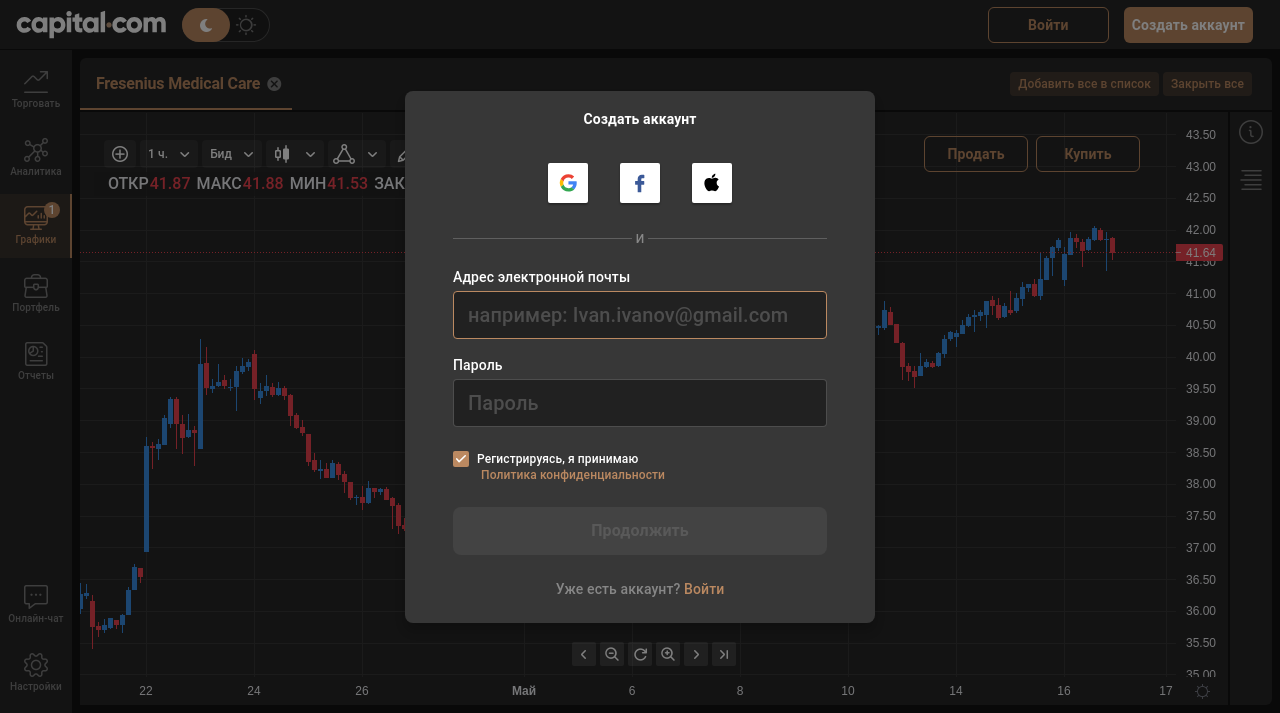 capital.com
Войти
Создать аккаунт
Fresenius Medical Care
Добавить все в список
Закрыть все
Торговать
Аналитика
1
Графики
Портфель
Отчеты
Онлайн-чат
Настройки
1 ч.
Бид
Продать
Купить
ОТКР41.87 МАКС41.88 МИН41.53 ЗАК
Создать аккаунт
И
Адрес электронной почты
например: Ivan.ivanov@gmail.com
Пароль
Пароль
Регистрируясь, я принимаю
Политика конфиденциальности
Продолжить
Уже есть аккаунт? Войти
43.50
43.00
42.50
42.00
41.64
41.50
41.00
40.50
40.00
39.50
39.00
38.50
38.00
37.50
37.00
36.50
36.00
35.50
35.00
22
24
26
Май
6
8
10
14
16
17